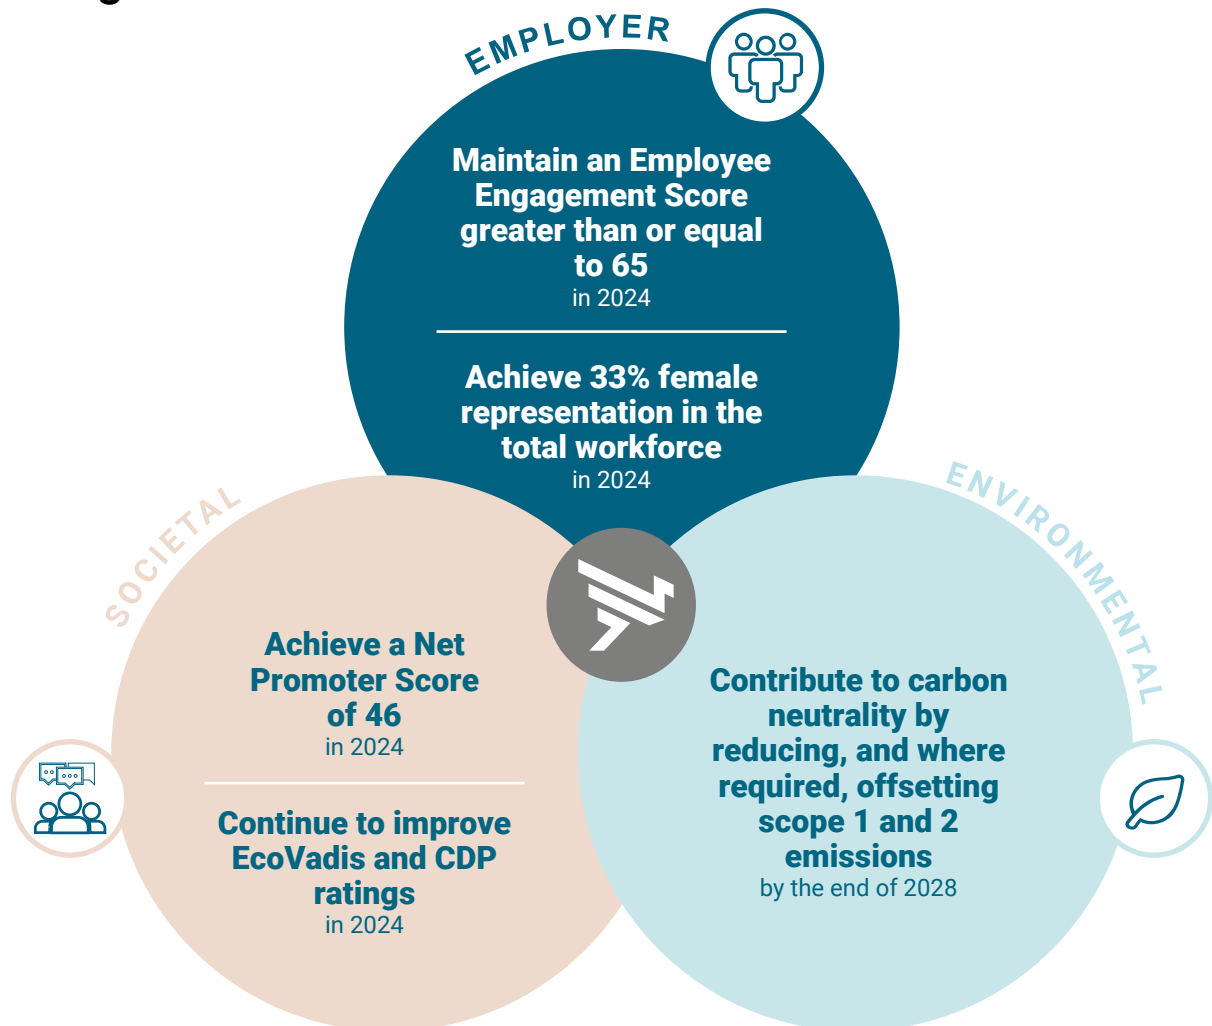 EMPLOYER
Maintain an Employee
Engagement Score
greater than or equal
to 65
in 2024
Achieve 33% female
representation in the
total workforce
in 2024
SOCIETAL
Achieve a Net
Promoter Score
of 46
in 2024
Continue to improve
EcoVadis and CDP
ratings
in 2024
ENVIRONMENTAL
Contribute to carbon
neutrality by
reducing, and where
required, offsetting
scope 1 and 2
emissions
by the end of 2028